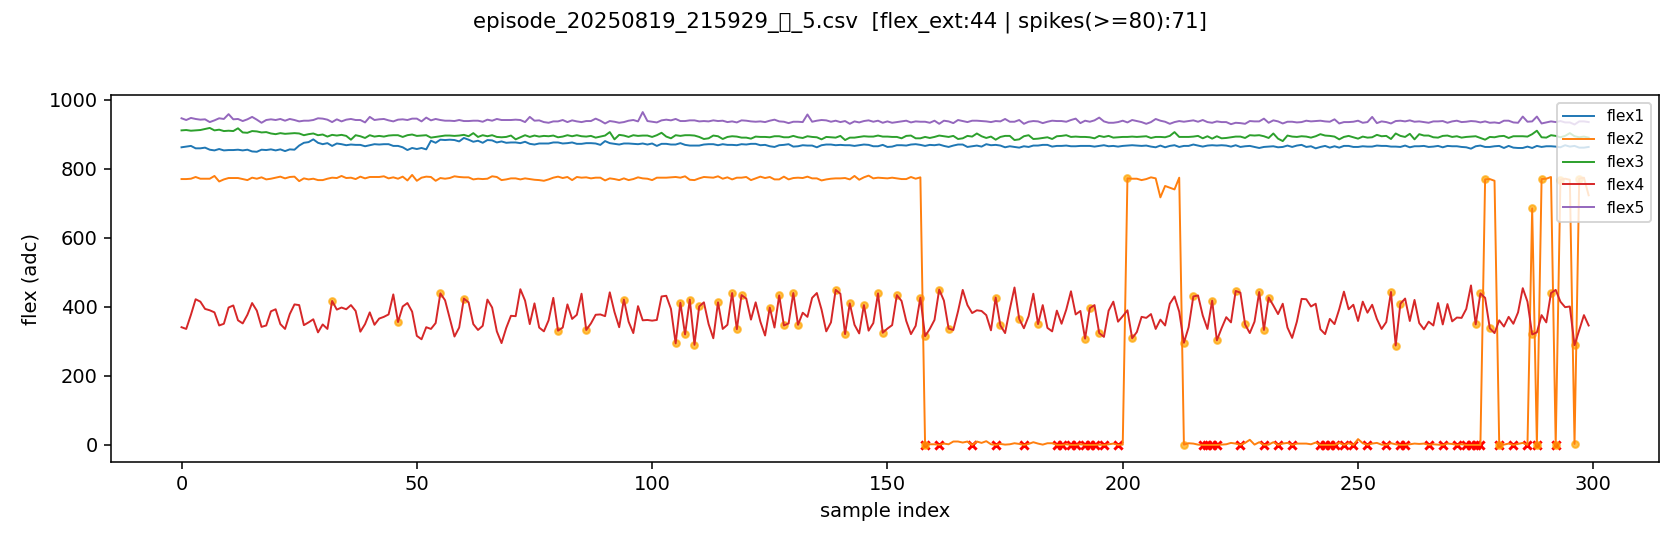 episode_20250819_215929_▯_5.csv  [flex_ext:44 | spikes(>=80):71]
1000
800
600
400
200
0
flex (adc)
flex1
flex2
flex3
flex4
flex5
0 50 100 150 200 250 300
sample index